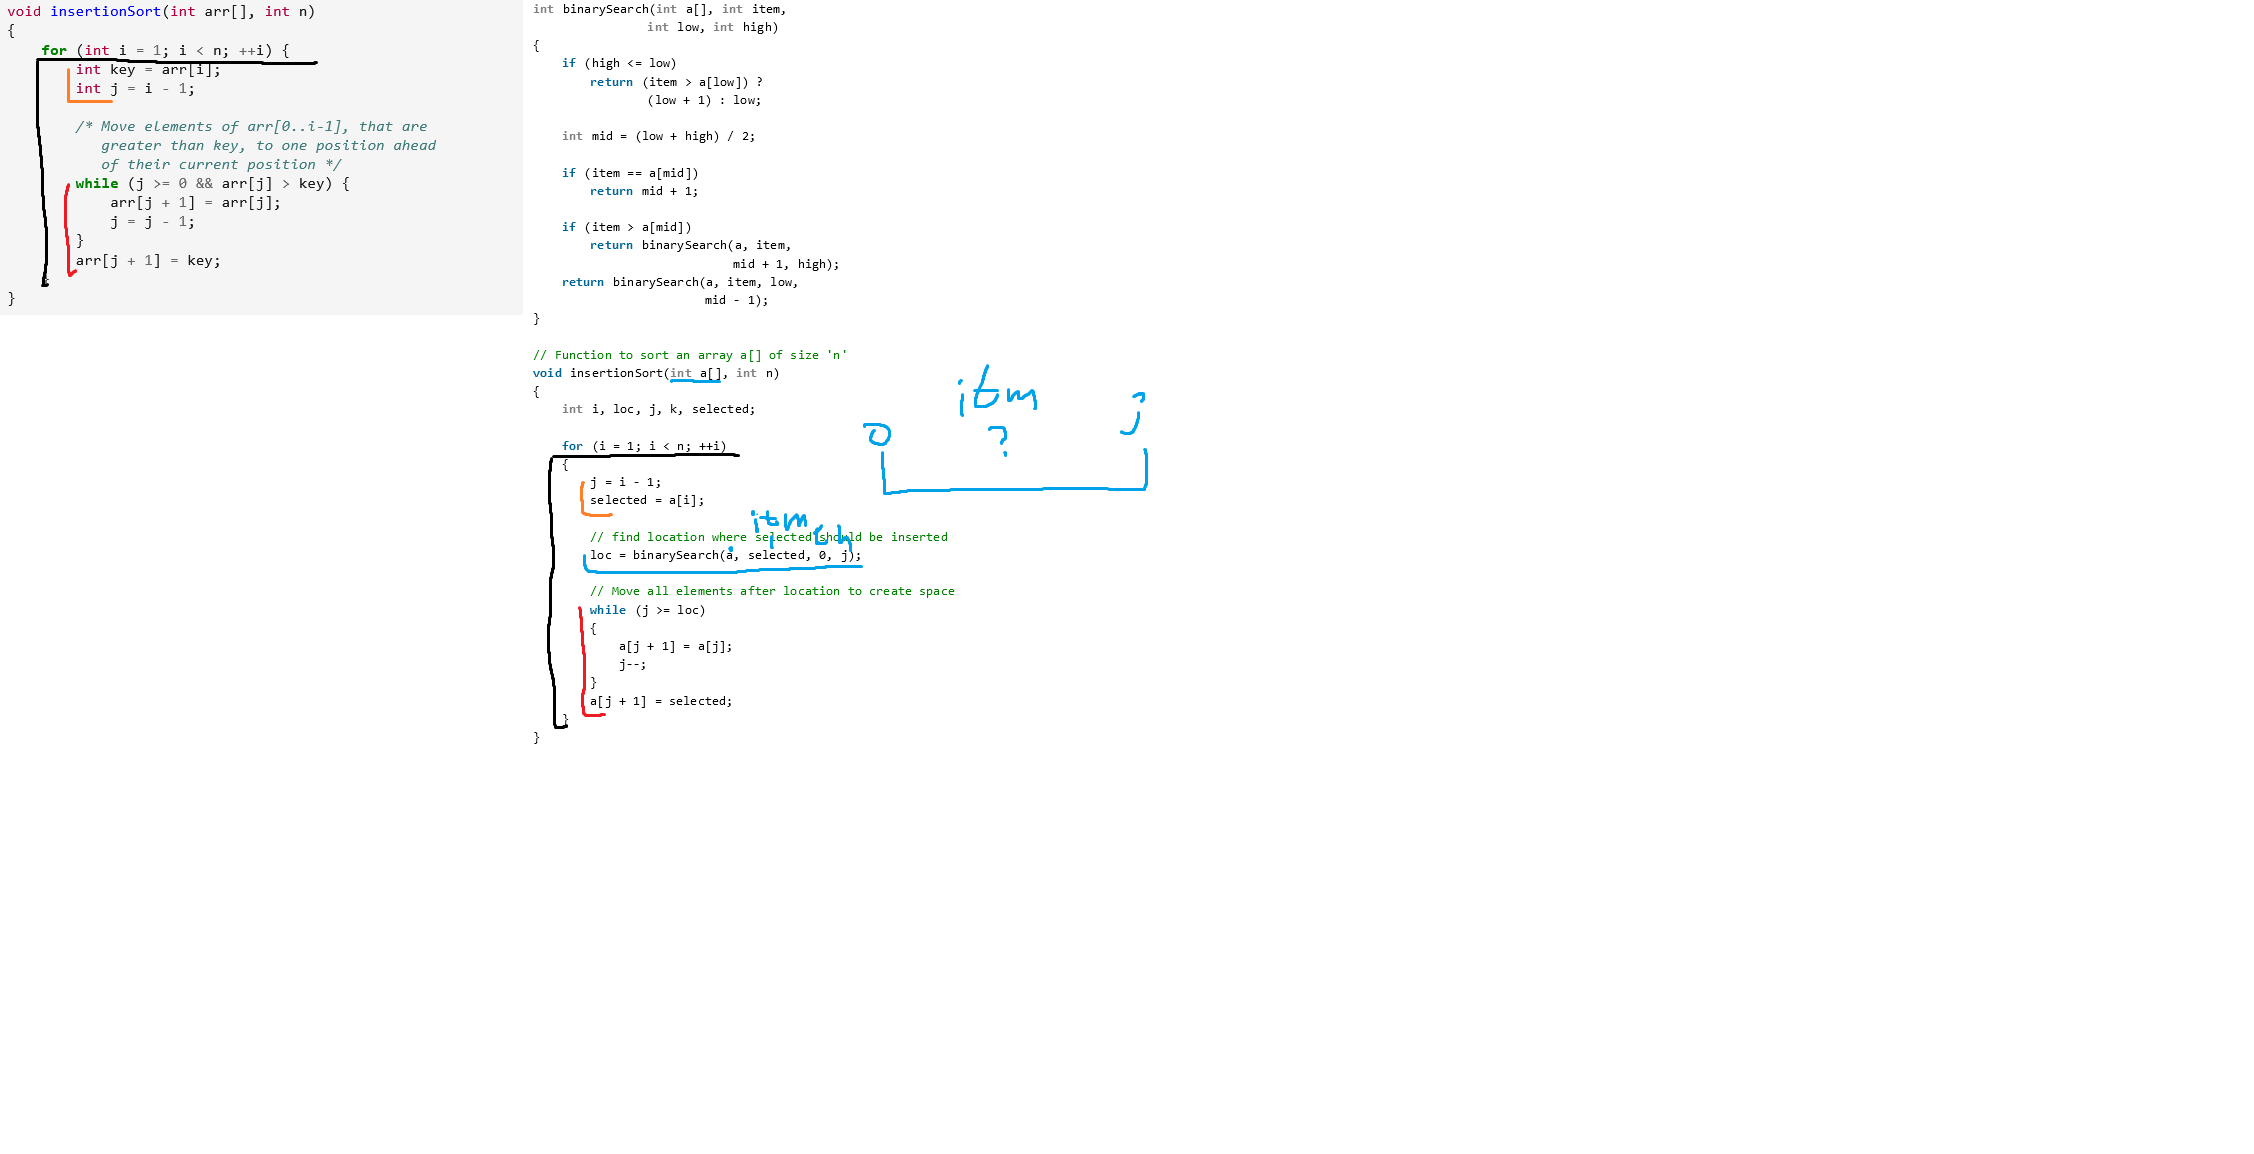 void insertionSort(int arr[], int n)
{
    for (int i = 1; i < n; ++i) {
        int key = arr[i];
        int j = i - 1;
        /* Move elements of arr[0..i-1], that are
           greater than key, to one position ahead
           of their current position */
        while (j >= 0 && arr[j] > key) {
            arr[j + 1] = arr[j];
            j = j - 1;
        }
        arr[j + 1] = key;
    }
}
int binarySearch(int a[], int item,
                int low, int high)
{
    if (high <= low)
        return (item > a[low]) ?
                (low + 1) : low;
    int mid = (low + high) / 2;
    if (item == a[mid])
        return mid + 1;
    if (item > a[mid])
        return binarySearch(a, item,
                            mid + 1, high);
    return binarySearch(a, item, low,
                        mid - 1);
}
// Function to sort an array a[] of size 'n'
void insertionSort(int a[], int n)
{
    int i, loc, j, k, selected;
    for (i = 1; i < n; ++i)
    {
        j = i - 1;
        selected = a[i];
        // find location where selected should be inserted
        loc = binarySearch(a, selected, 0, j);
        // Move all elements after location to create space
        while (j >= loc)
        {
            a[j + 1] = a[j];
            j--;
        }
        a[j + 1] = selected;
    }
}
itm
0 ? j
itm
L h